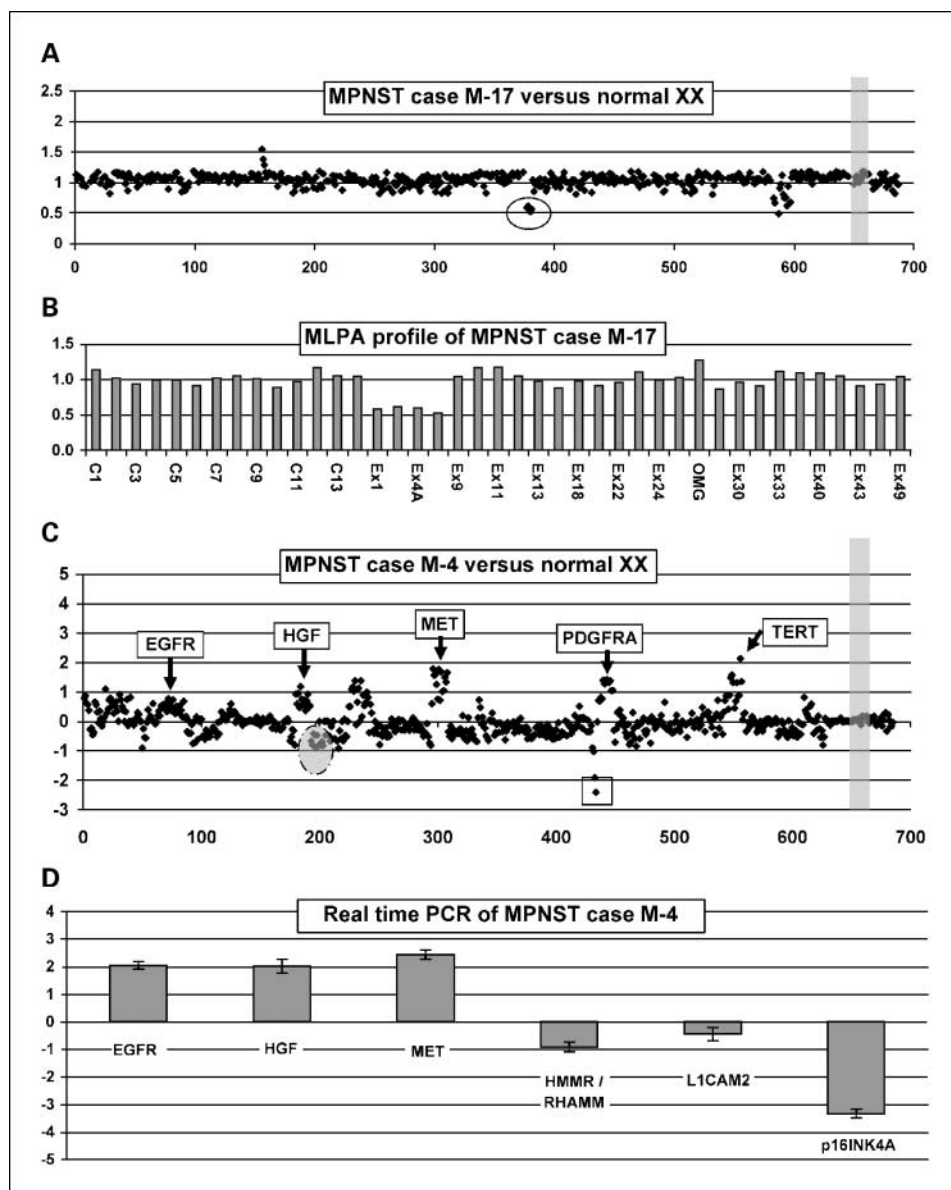 A
MPNST case M-17 versus normal XX
2.5
2
1.5
1
0.5
0
0 100 200 300 400 500 600 700
B
MLPA profile of MPNST case M-17
1.5
1.0
0.5
0.0
C1 C3 C5 C7 C9 C11 C13 Ex1 Ex4A Ex9 Ex11 Ex13 Ex18 Ex22 Ex24 OMG Ex30 Ex33 Ex40 Ex43 Ex49
C
MPNST case M-4 versus normal XX
5
4
3
2
1
0
-1
-2
-3
EGFR HGF MET PDGFRA TERT
0 100 200 300 400 500 600 700
D
Real time PCR of MPNST case M-4
4
3
2
1
0
-1
-2
-3
-4
-5
EGFR HGF MET
HMMR / L1CAM2
RHAMM
p16INK4A